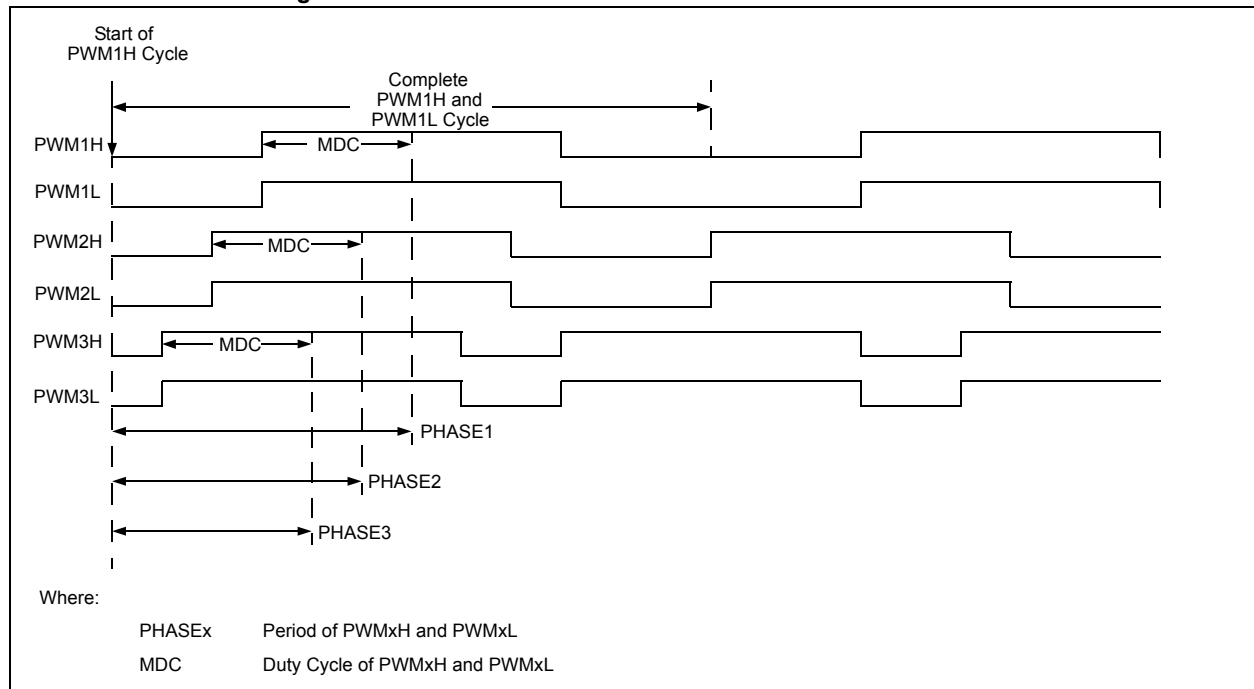 Start of
PWM1H Cycle
Complete
PWM1H and
PWM1L Cycle
PWM1H
MDC
PWM1L
PWM2H
MDC
PWM2L
PWM3H
MDC
PWM3L
PHASE1
PHASE2
PHASE3
Where:
PHASEx Period of PWMxH and PWMxL
MDC Duty Cycle of PWMxH and PWMxL